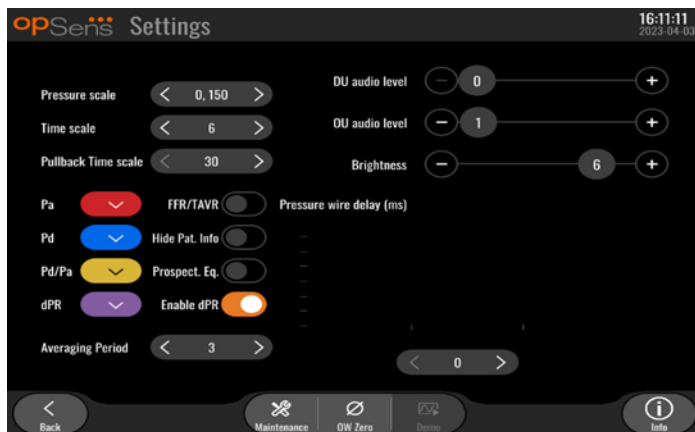 opSens Settings
16:11:11
2023-04-03
Pressure scale < 0, 150 >
Time scale < 6 >
Pullback Time scale < 30 >
DU audio level - 0 +
OU audio level - 1 +
Brightness - 6 +
Pa FFR/TAVR Pressure wire delay (ms)
Pd Hide Pat. Info
Pd/Pa Prospect. Eq.
dPR Enable dPR
Averaging Period < 3 >
< 0 >
Back Maintenance OW Zero Demo Info